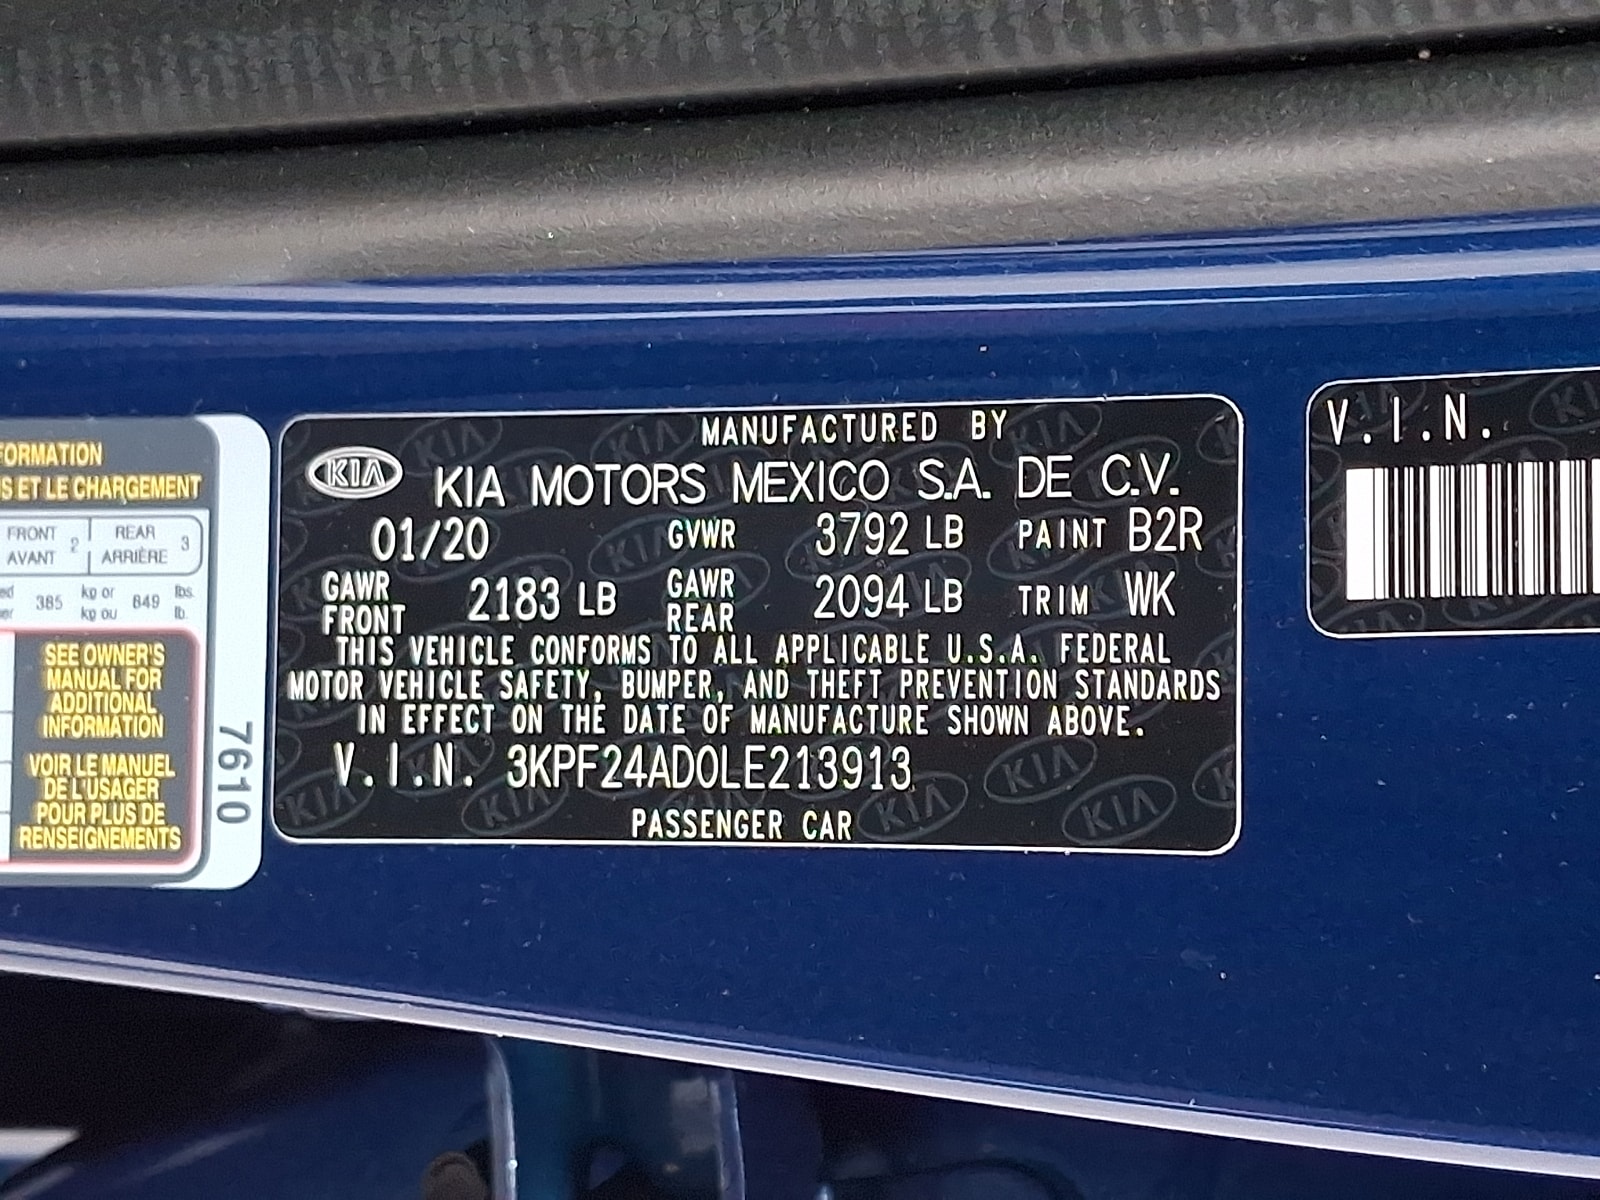 FORMATION
S ET LE CHARGEMENT
FRONT AVANT 2 REAR ARRIÈRE 3
385 kg or kg ou 849 lbs. lb.
SEE OWNER'S
MANUAL FOR
ADDITIONAL
INFORMATION
VOIR LE MANUEL
DE L'USAGER
POUR PLUS DE
RENSEIGNEMENTS
7610
MANUFACTURED BY
KIA KIA MOTORS MEXICO S.A. DE C.V.
01/20 GVWR 3792 LB PAINT B2R
GAWR FRONT 2183 LB GAWR REAR 2094 LB TRIM WK
THIS VEHICLE CONFORMS TO ALL APPLICABLE U.S.A. FEDERAL
MOTOR VEHICLE SAFETY, BUMPER, AND THEFT PREVENTION STANDARDS
IN EFFECT ON THE DATE OF MANUFACTURE SHOWN ABOVE.
V.I.N. 3KPF24AD0LE213913
PASSENGER CAR
V.I.N.